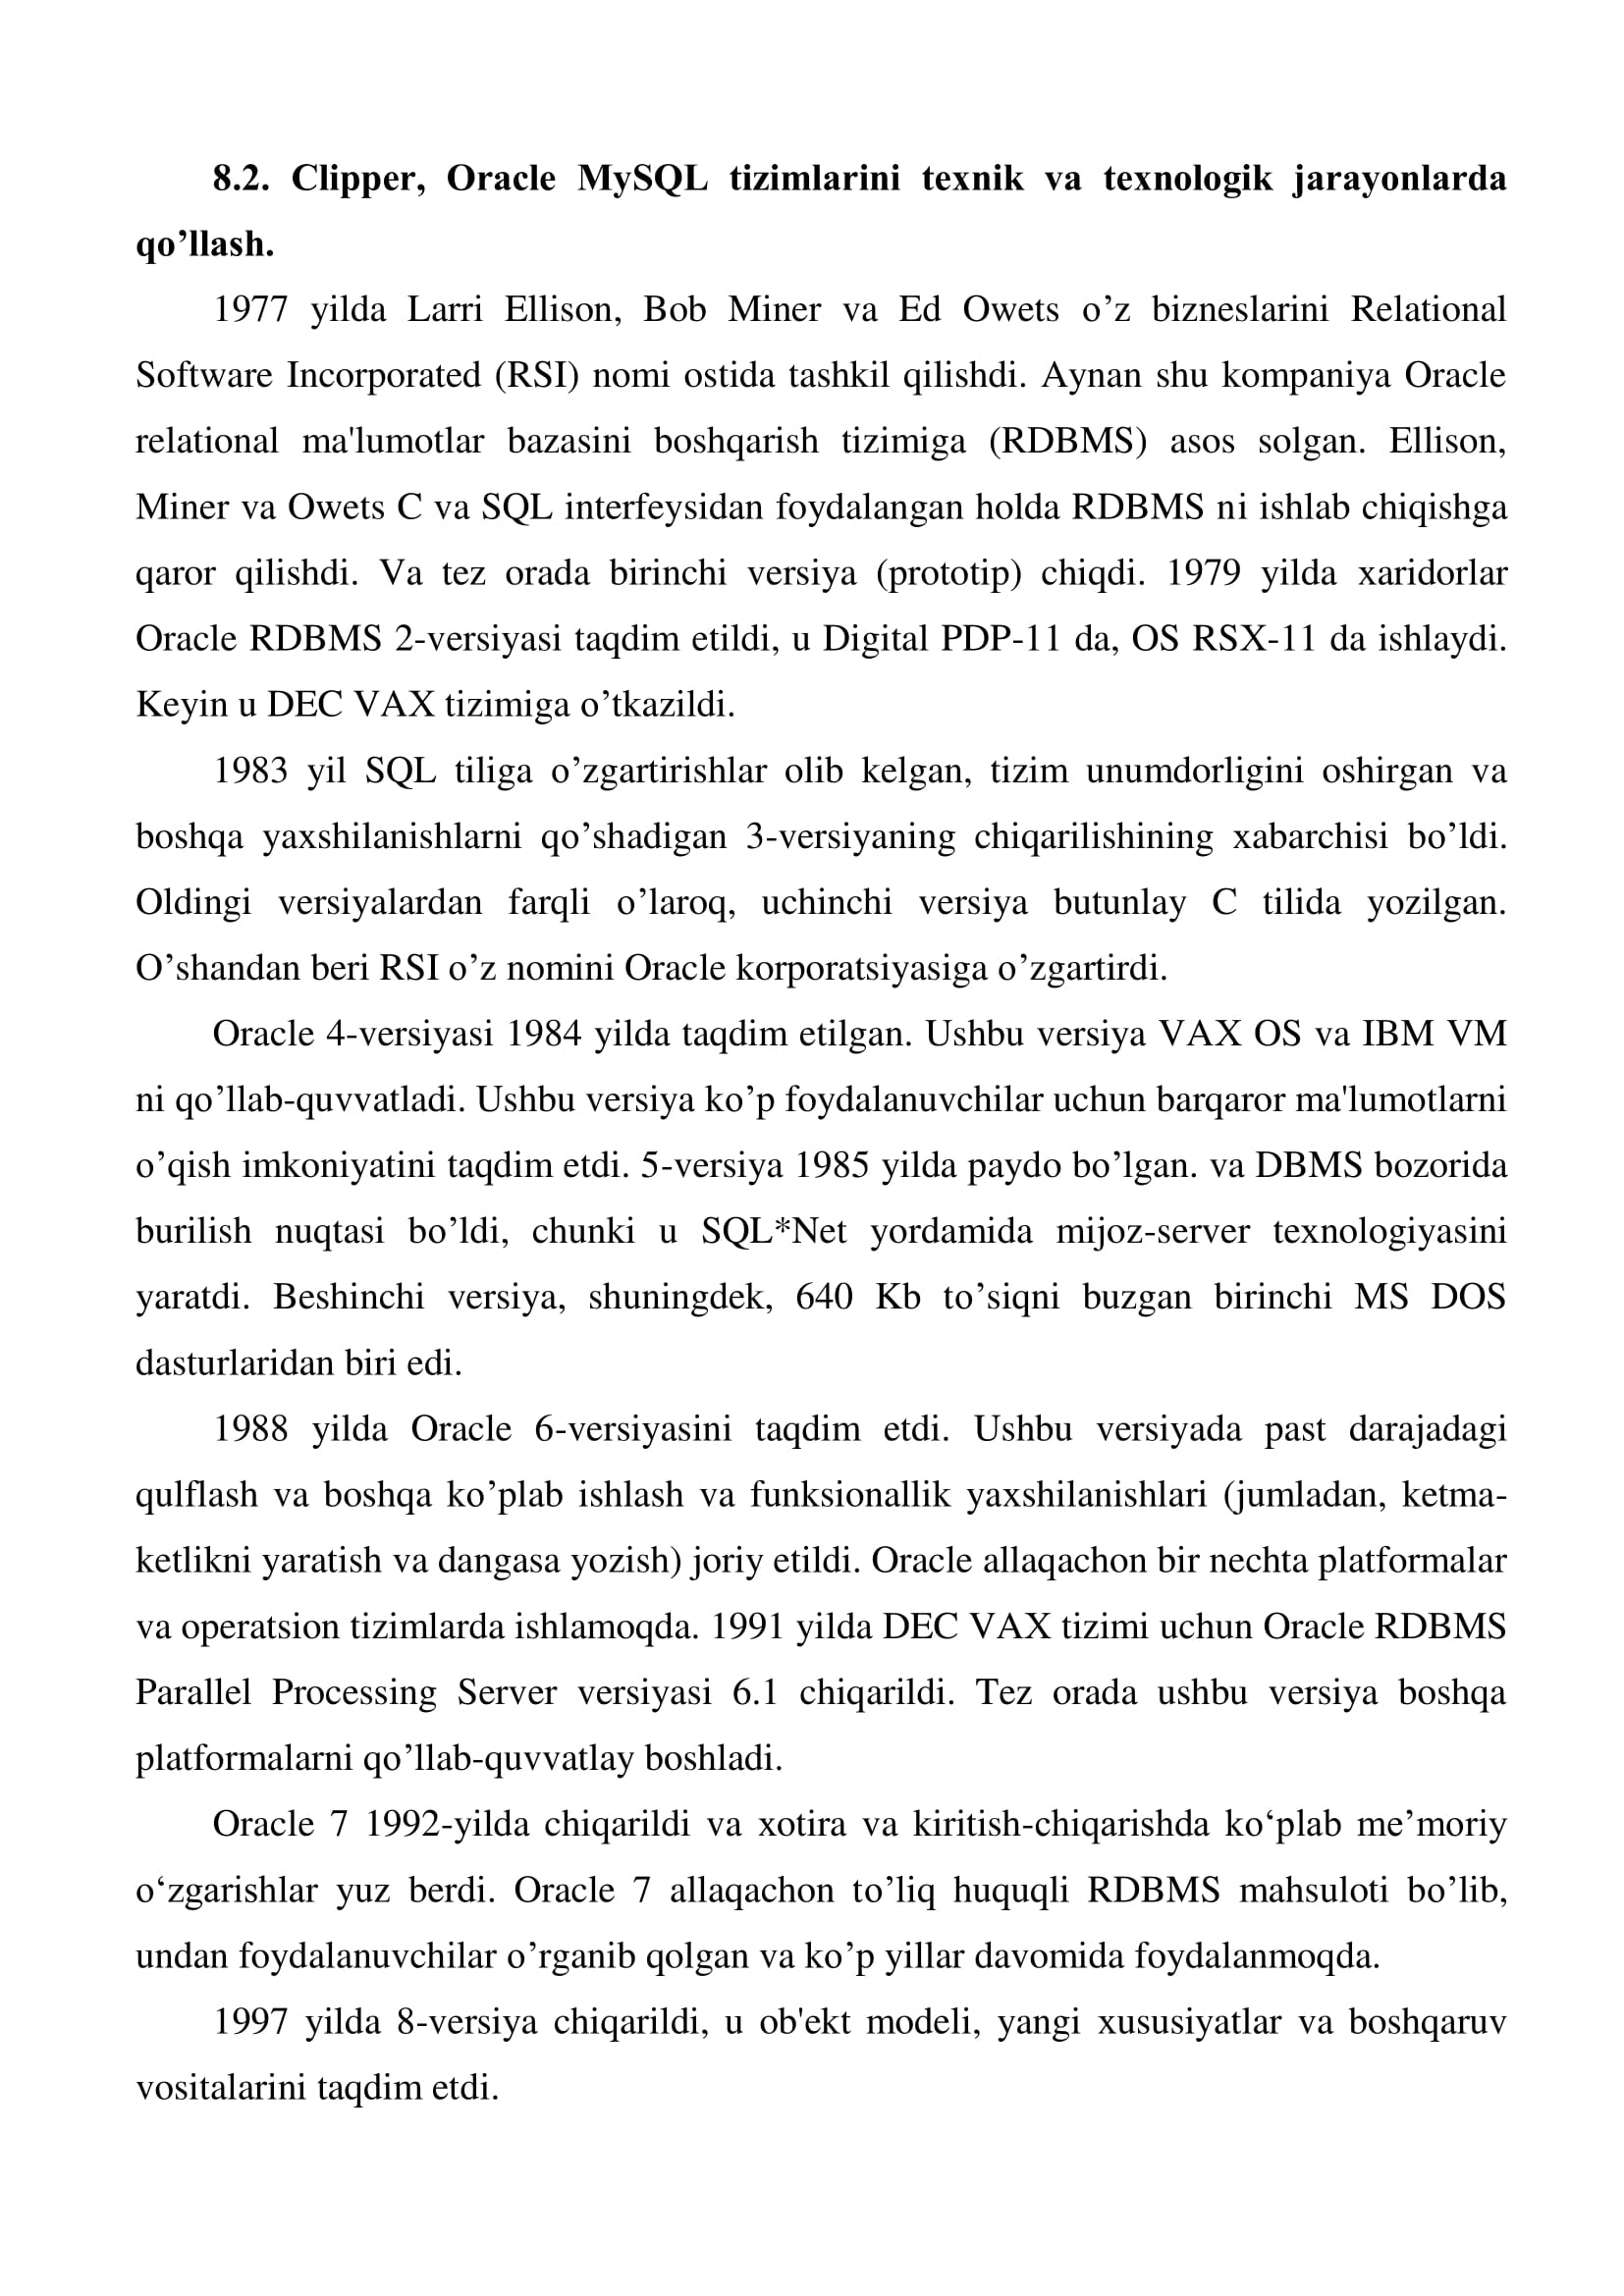 8.2. Clipper, Oracle MySQL tizimlarini texnik va texnologik jarayonlarda
qo’llash.
1977 yilda Larri Ellison, Bob Miner va Ed Owets o’z bizneslarini Relational
Software Incorporated (RSI) nomi ostida tashkil qilishdi. Aynan shu kompaniya Oracle
relational ma'lumotlar bazasini boshqarish tizimiga (RDBMS) asos solgan. Ellison,
Miner va Owets C va SQL interfeysidan foydalangan holda RDBMS ni ishlab chiqishga
qaror qilishdi. Va tez orada birinchi versiya (prototip) chiqdi. 1979 yilda xaridorlar
Oracle RDBMS 2-versiyasi taqdim etildi, u Digital PDP-11 da, OS RSX-11 da ishlaydi.
Keyin u DEC VAX tizimiga o’tkazildi.
1983 yil SQL tiliga o’zgartirishlar olib kelgan, tizim unumdorligini oshirgan va
boshqa yaxshilanishlarni qo’shadigan 3-versiyaning chiqarilishining xabarchisi bo’ldi.
Oldingi versiyalardan farqli o’laroq, uchinchi versiya butunlay C tilida yozilgan.
O’shandan beri RSI o’z nomini Oracle korporatsiyasiga o’zgartirdi.
Oracle 4-versiyasi 1984 yilda taqdim etilgan. Ushbu versiya VAX OS va IBM VM
ni qo’llab-quvvatladi. Ushbu versiya ko’p foydalanuvchilar uchun barqaror ma'lumotlarni
o’qish imkoniyatini taqdim etdi. 5-versiya 1985 yilda paydo bo’lgan. va DBMS bozorida
burilish nuqtasi bo’ldi, chunki u SQL*Net yordamida mijoz-server texnologiyasini
yaratdi. Beshinchi versiya, shuningdek, 640 Kb to’siqni buzgan birinchi MS DOS
dasturlaridan biri edi.
1988 yilda Oracle 6-versiyasini taqdim etdi. Ushbu versiyada past darajadagi
qulflash va boshqa ko’plab ishlash va funksionallik yaxshilanishlari (jumladan, ketma-
ketlikni yaratish va dangasa yozish) joriy etildi. Oracle allaqachon bir nechta platformalar
va operatsion tizimlarda ishlamoqda. 1991 yilda DEC VAX tizimi uchun Oracle RDBMS
Parallel Processing Server versiyasi 6.1 chiqarildi. Tez orada ushbu versiya boshqa
platformalarni qo’llab-quvvatlay boshladi.
Oracle 7 1992-yilda chiqarildi va xotira va kiritish-chiqarishda ko‘plab me’moriy
o‘zgarishlar yuz berdi. Oracle 7 allaqachon to’liq huquqli RDBMS mahsuloti bo’lib,
undan foydalanuvchilar o’rganib qolgan va ko’p yillar davomida foydalanmoqda.
1997 yilda 8-versiya chiqarildi, u ob'ekt modeli, yangi xususiyatlar va boshqaruv
vositalarini taqdim etdi.